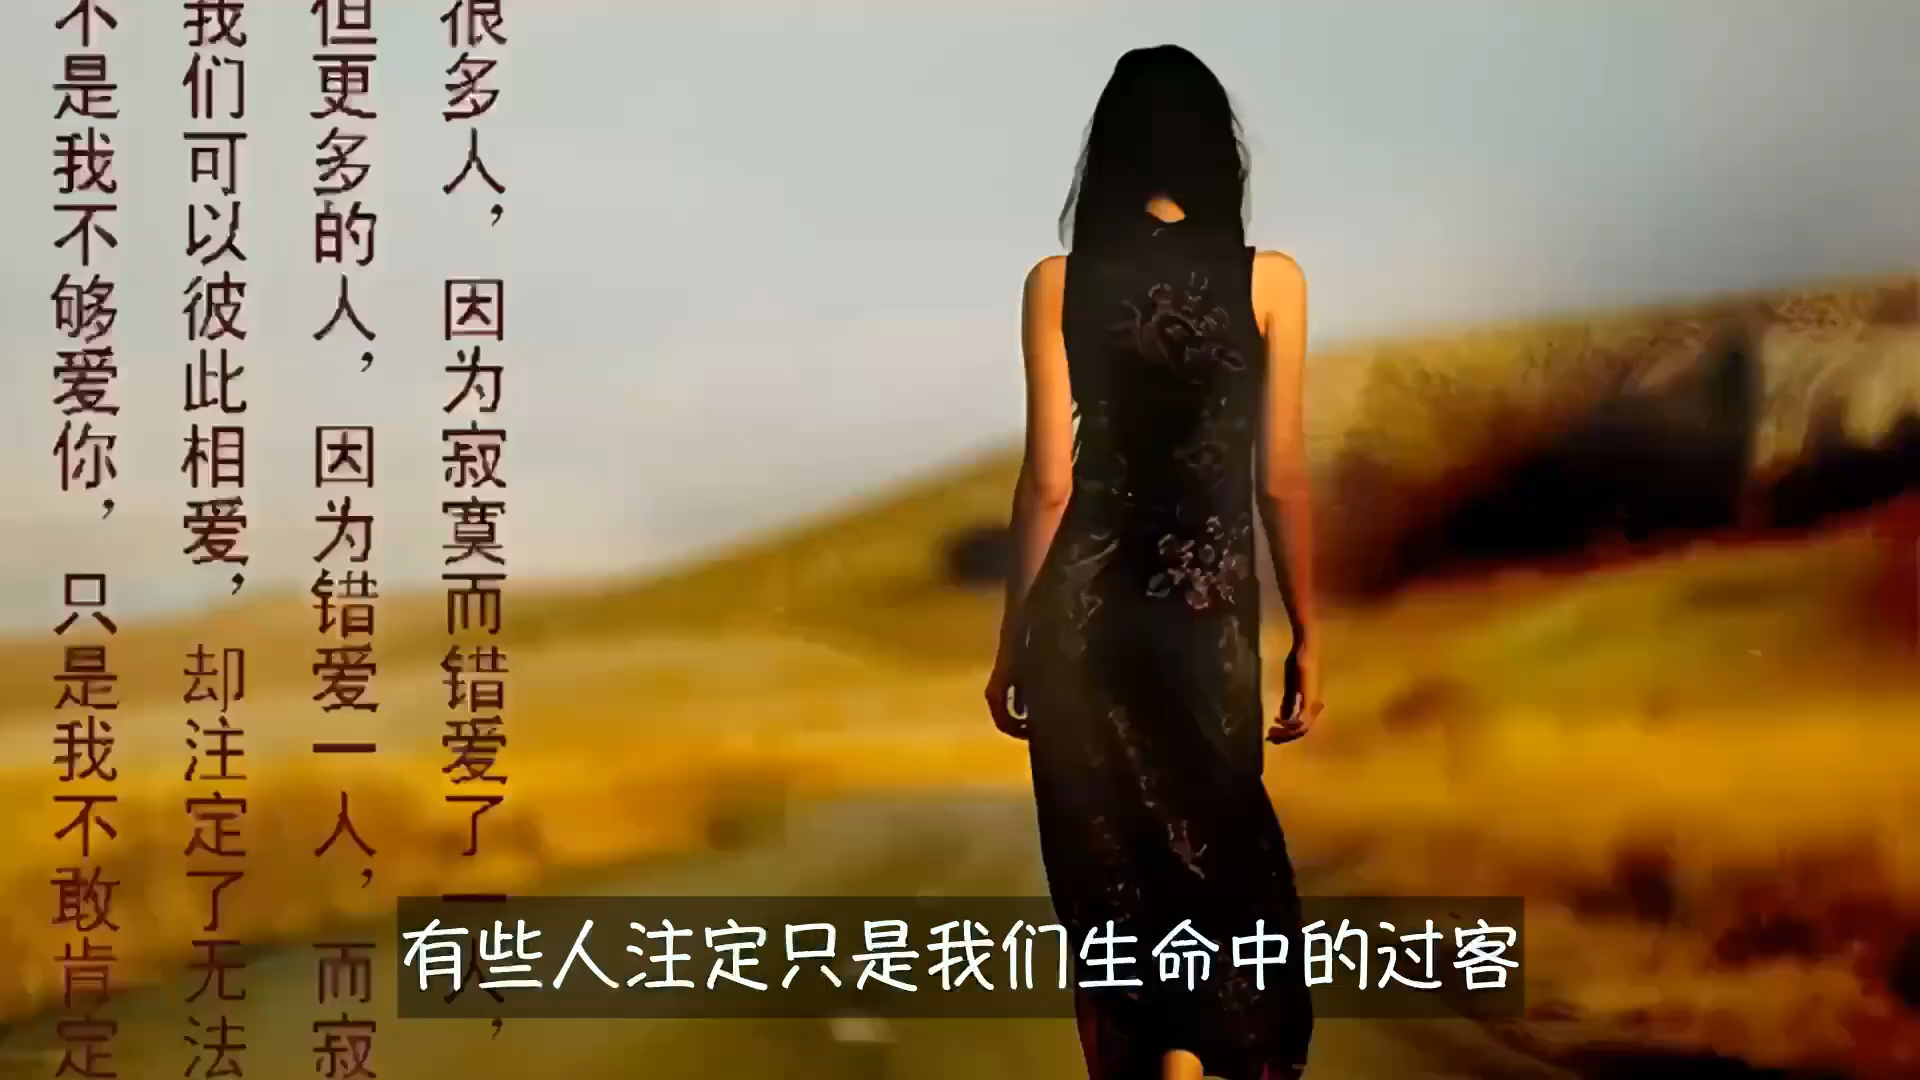 很多人，因为寂寞而错爱了一人，
但更多的人，因为错爱一人，而寂
我们可以彼此相爱，却注定了无法
不是我不够爱你，只是我不敢肯定
有些人注定只是我们生命中的过客